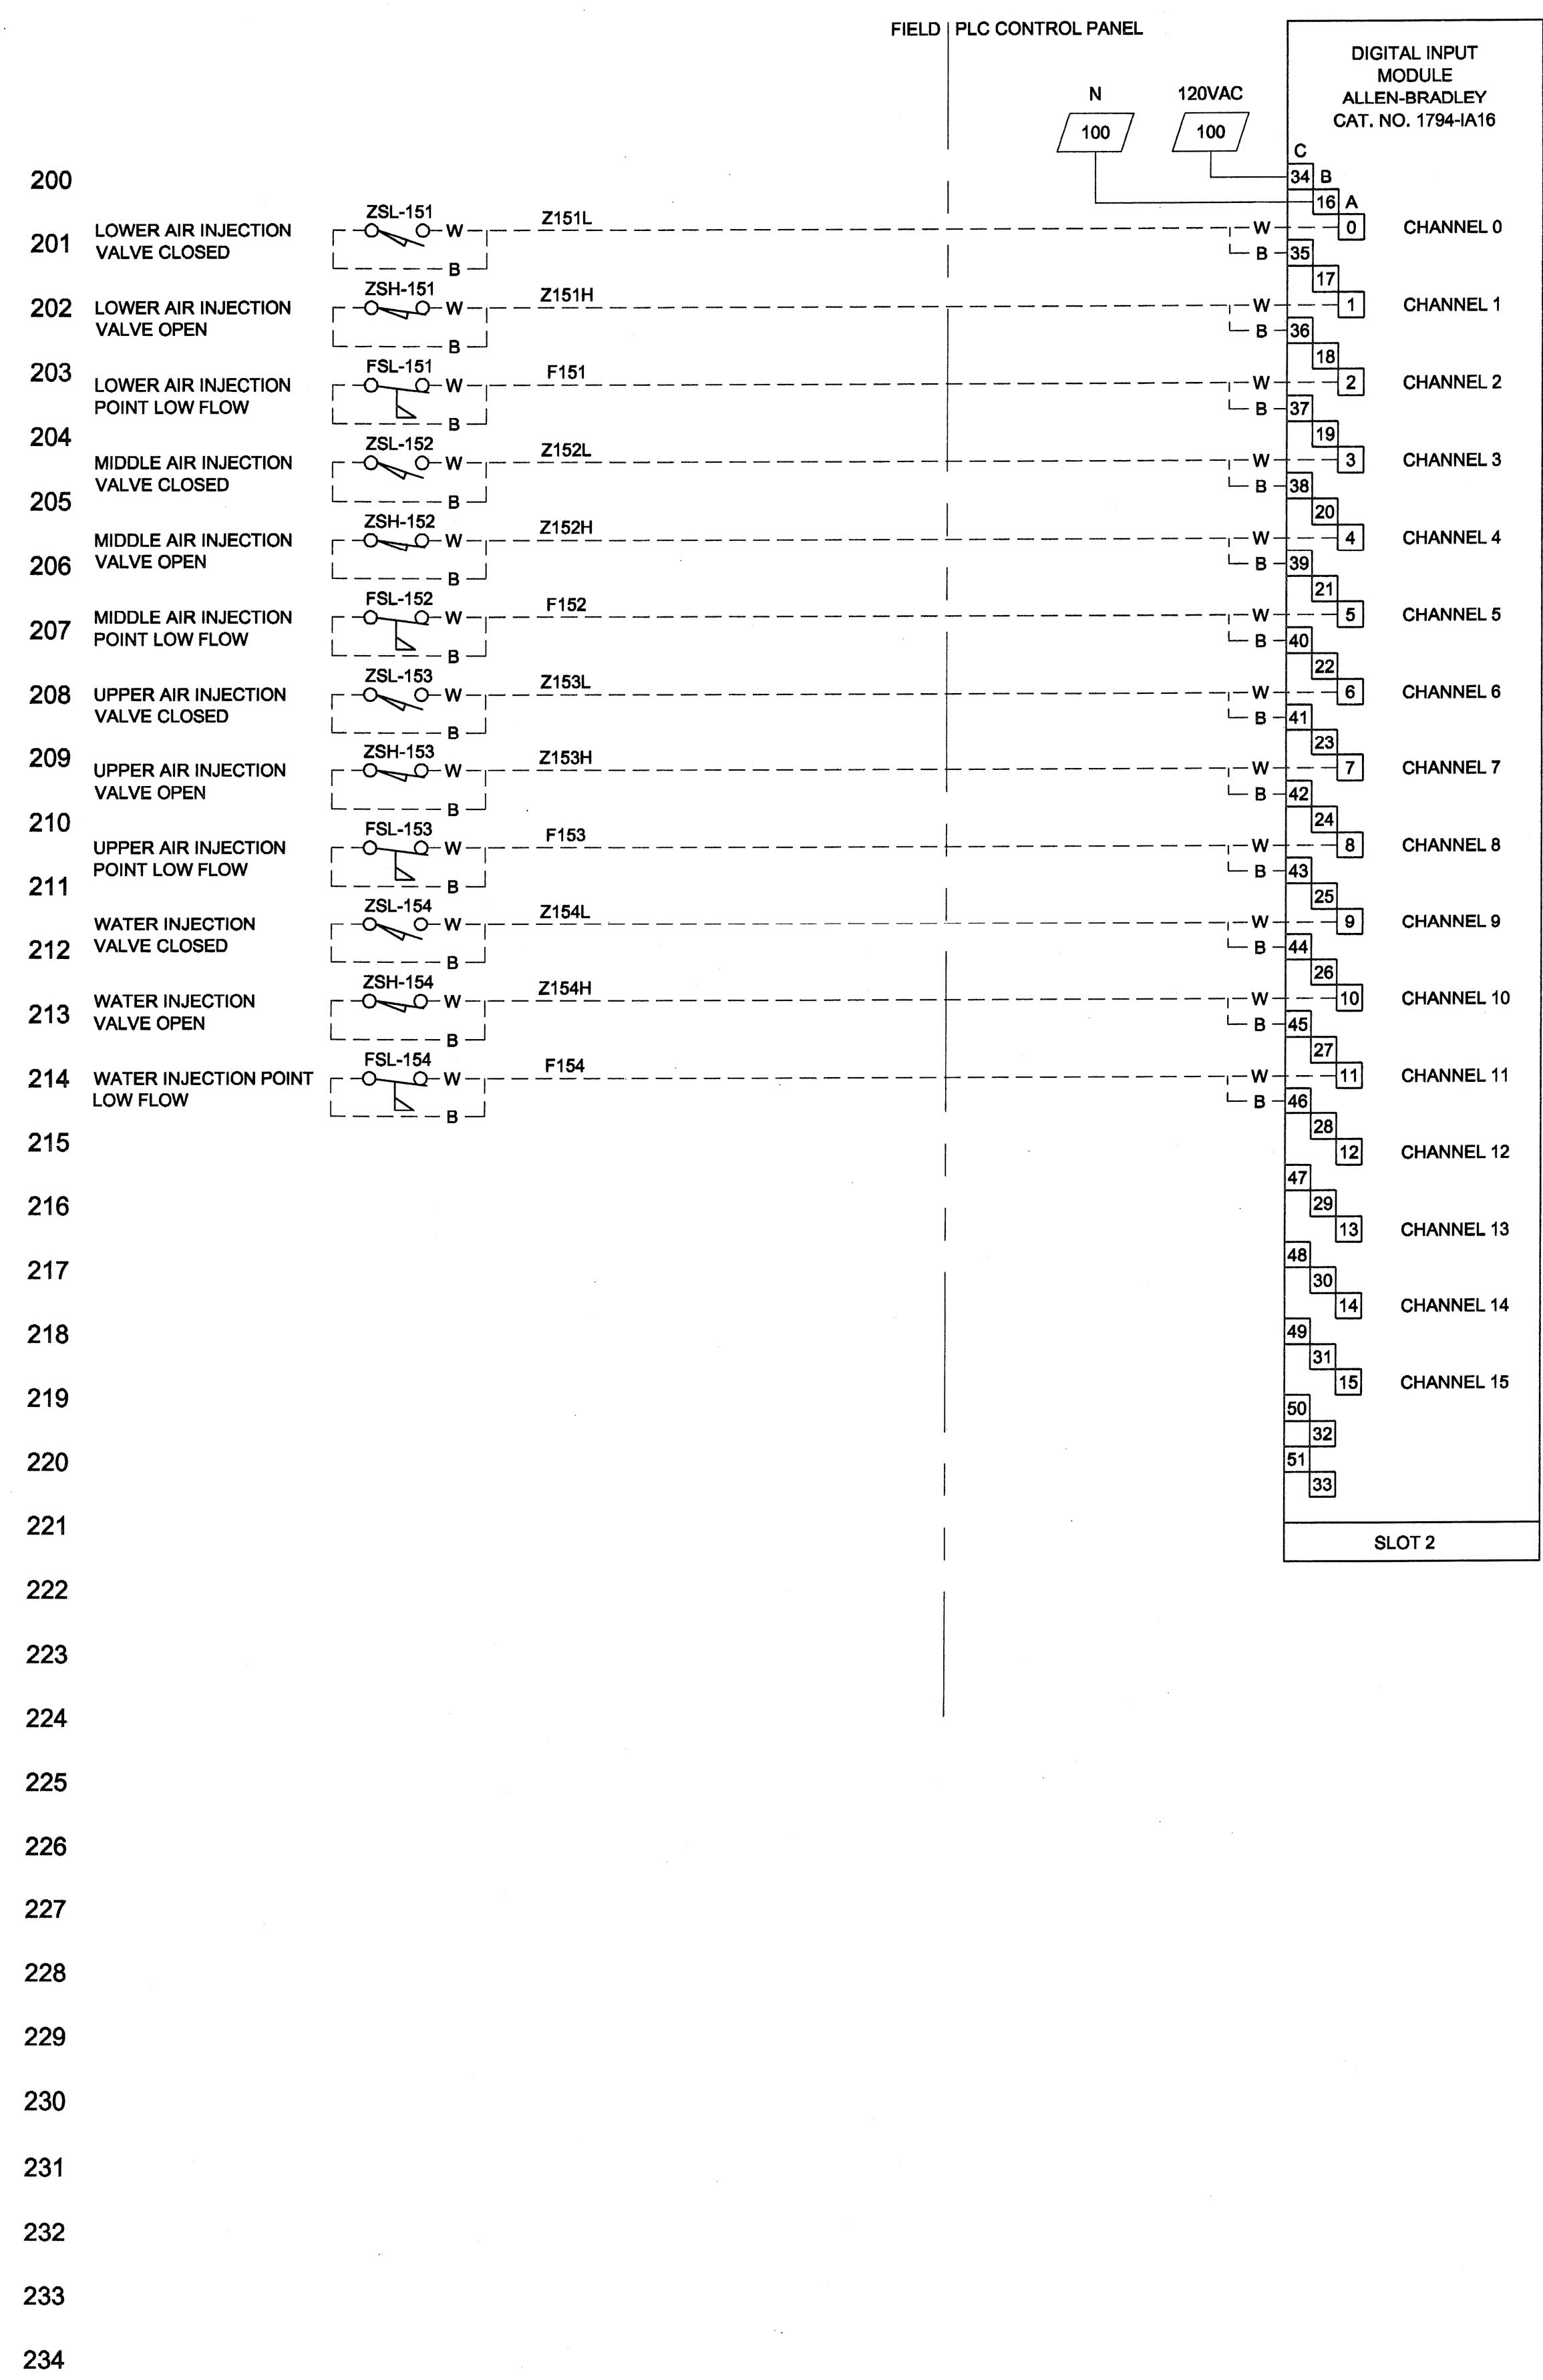 FIELD PLC CONTROL PANEL
DIGITAL INPUT
MODULE
ALLEN-BRADLEY
CAT. NO. 1794-IA16
N 120VAC
100 100
C
200 34 B
16 A
ZSL-151 Z151L
201 LOWER AIR INJECTION W W 0 CHANNEL 0
VALVE CLOSED B B 35
17
ZSH-151 Z151H
202 LOWER AIR INJECTION W W 1 CHANNEL 1
VALVE OPEN B B 36
18
FSL-151 F151
203 LOWER AIR INJECTION W W 2 CHANNEL 2
POINT LOW FLOW B B 37
19
204 ZSL-152 Z152L
MIDDLE AIR INJECTION W W 3 CHANNEL 3
VALVE CLOSED B B 38
205 20
ZSH-152 Z152H
MIDDLE AIR INJECTION W W 4 CHANNEL 4
206 VALVE OPEN B B 39
21
FSL-152 F152
207 MIDDLE AIR INJECTION W W 5 CHANNEL 5
POINT LOW FLOW B B 40
22
ZSL-153 Z153L
208 UPPER AIR INJECTION W W 6 CHANNEL 6
VALVE CLOSED B B 41
23
209 ZSH-153 Z153H
UPPER AIR INJECTION W W 7 CHANNEL 7
VALVE OPEN B B 42
210 24
FSL-153 F153
UPPER AIR INJECTION W W 8 CHANNEL 8
POINT LOW FLOW B B 43
211 25
ZSL-154 Z154L
WATER INJECTION W W 9 CHANNEL 9
212 VALVE CLOSED B B 44
26
ZSH-154 Z154H
213 WATER INJECTION W W 10 CHANNEL 10
VALVE OPEN B B 45
27
FSL-154 F154
214 WATER INJECTION POINT W W 11 CHANNEL 11
LOW FLOW B B 46
28
215 12 CHANNEL 12
47
216 29
13 CHANNEL 13
48
217 30
14 CHANNEL 14
218 49
31
219 15 CHANNEL 15
50
32
220 51
33
221
SLOT 2
222
223
224
225
226
227
228
229
230
231
232
233
234